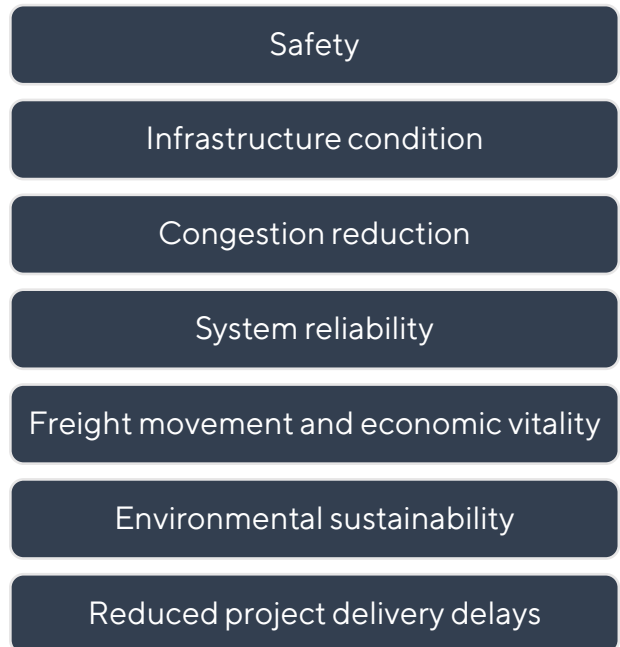 Safety
Infrastructure condition
Congestion reduction
System reliability
Freight movement and economic vitality
Environmental sustainability
Reduced project delivery delays